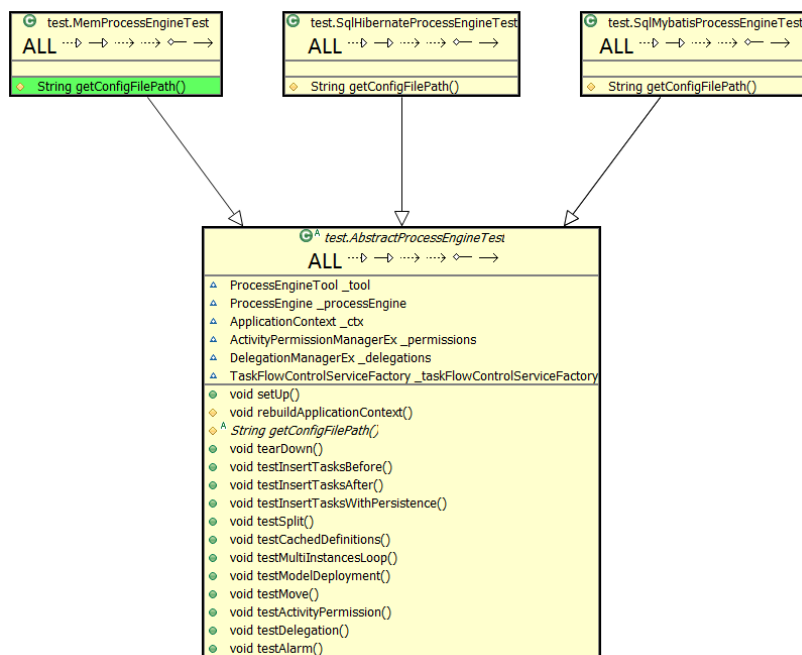 test.MemProcessEngineTest
ALL
String getConfigFilePath()
test.SqlHibernateProcessEngineTest
ALL
String getConfigFilePath()
test.SqlMybatisProcessEngineTest
ALL
String getConfigFilePath()
test.AbstractProcessEngineTest
ALL
ProcessEngineTool _tool
ProcessEngine _processEngine
ApplicationContext _ctx
ActivityPermissionManagerEx _permissions
DelegationManagerEx _delegations
TaskFlowControlServiceFactory _taskFlowControlServiceFactory
void setUp()
void rebuildApplicationContext()
String getConfigFilePath()
void tearDown()
void testInsertTasksBefore()
void testInsertTasksAfter()
void testInsertTasksWithPersistence()
void testSplit()
void testCachedDefinitions()
void testMultiInstancesLoop()
void testModelDeployment()
void testMove()
void testActivityPermission()
void testDelegation()
void testAlarm()